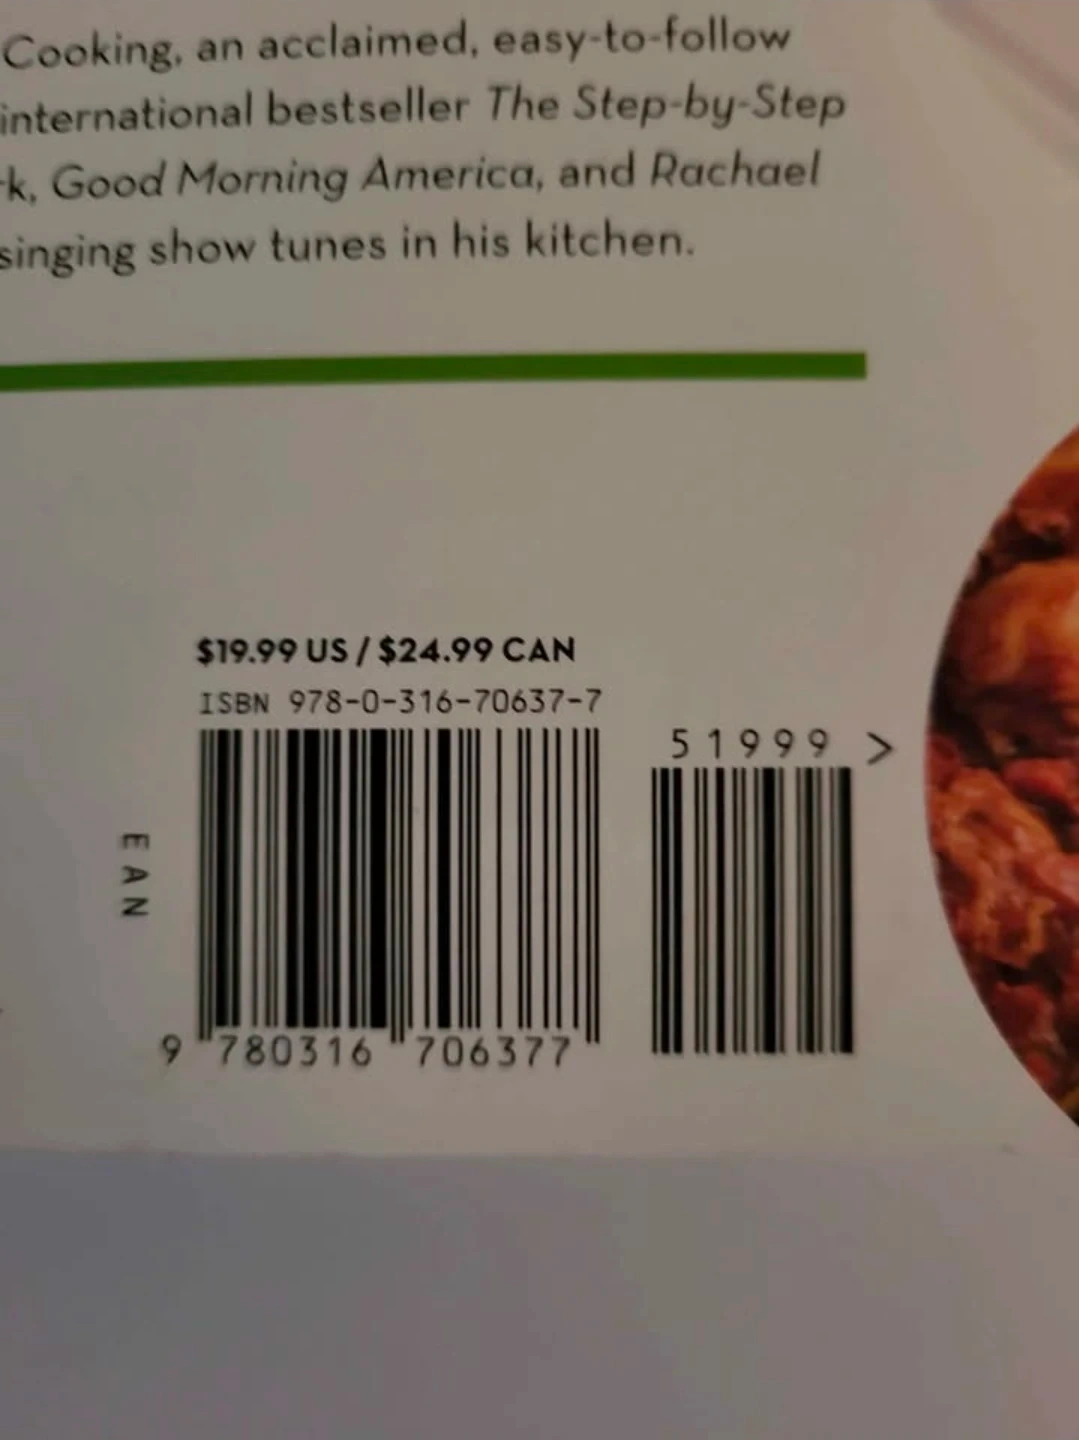 Cooking, an acclaimed, easy-to-follow
international bestseller The Step-by-Step
k, Good Morning America, and Rachael
singing show tunes in his kitchen.
$19.99 US / $24.99 CAN
ISBN 978-0-316-70637-7
51999 >
EAN
9 780316 706377